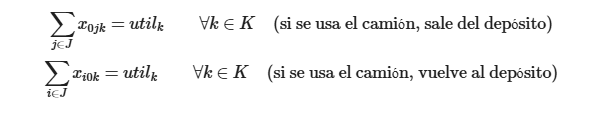 ∑_{j∈J} x_{0jk} = util_k  ∀k ∈ K  (si se usa el camión, sale del depósito)
∑_{i∈J} x_{i0k} = util_k  ∀k ∈ K  (si se usa el camión, vuelve al depósito)